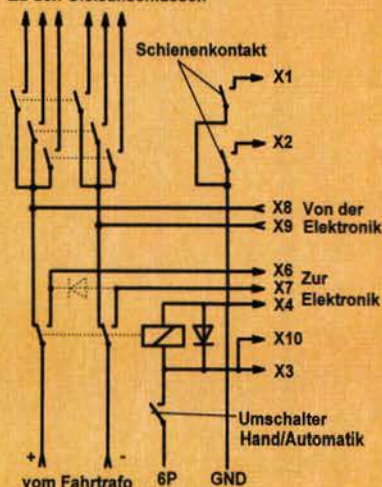 Schienenkontakt
X1
X2
X8 Von der
X9 Elektronik
X6
X7 Zur
X4 Elektronik
X10
X3
Umschalter
Hand/Automatik
+ -
vom Fahrtrafo 6P GND